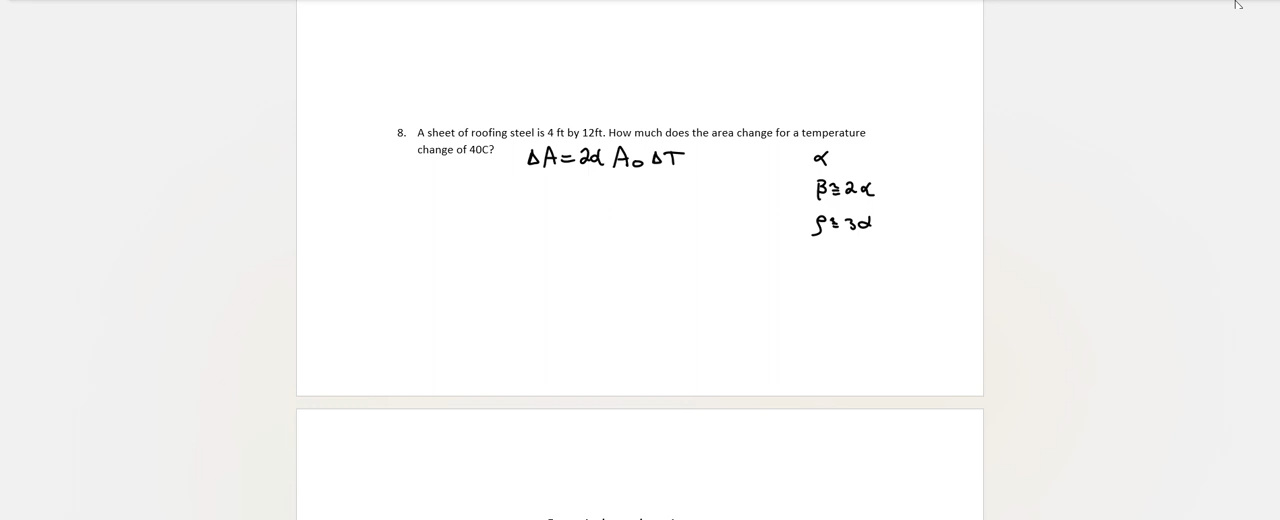 8. A sheet of roofing steel is 4 ft by 12ft. How much does the area change for a temperature
change of 40C?
ΔA = 2α A₀ ΔT
α
β ≅ 2α
ρ ≅ 3α